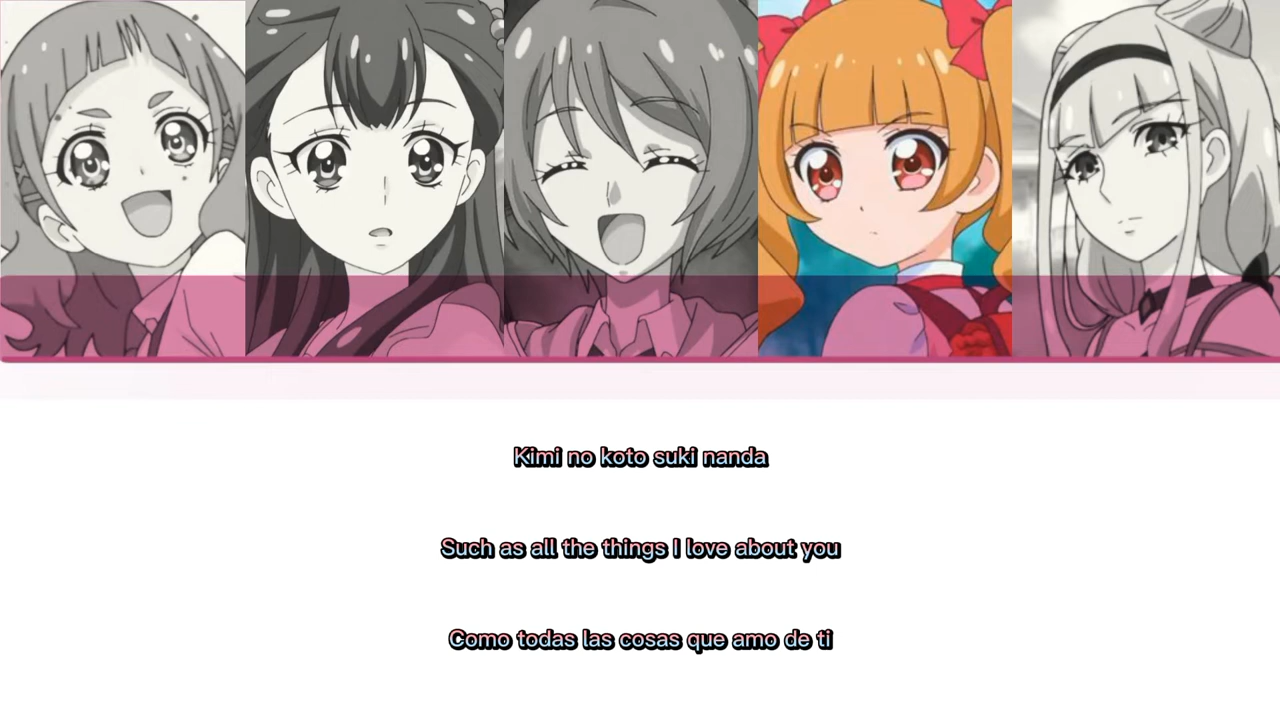 Kimi no koto suki nanda
Such as all the things I love about you
Como todas las cosas que amo de ti